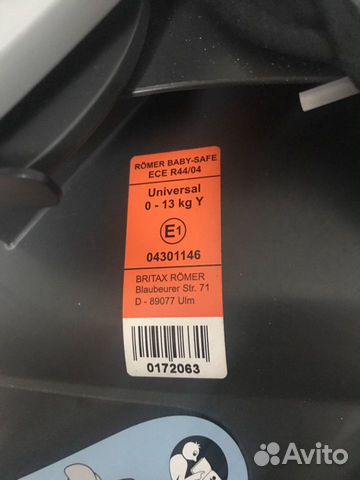 RÖMER BABY-SAFE
ECE R44/04
Universal
0 - 13 kg Y
E1
04301146
BRITAX RÖMER
Blaubeurer Str. 71
D - 89077 Ulm
0172063
Avito